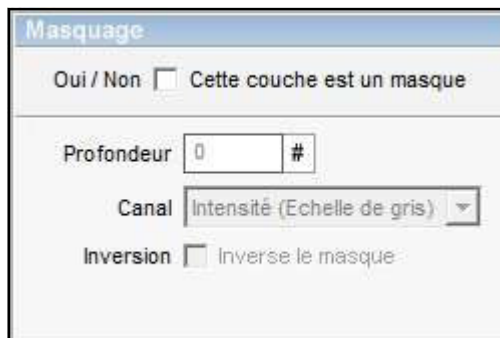 Masquage
Oui / Non Cette couche est un masque
Profondeur 0 #
Canal Intensité (Echelle de gris)
Inversion Inverse le masque